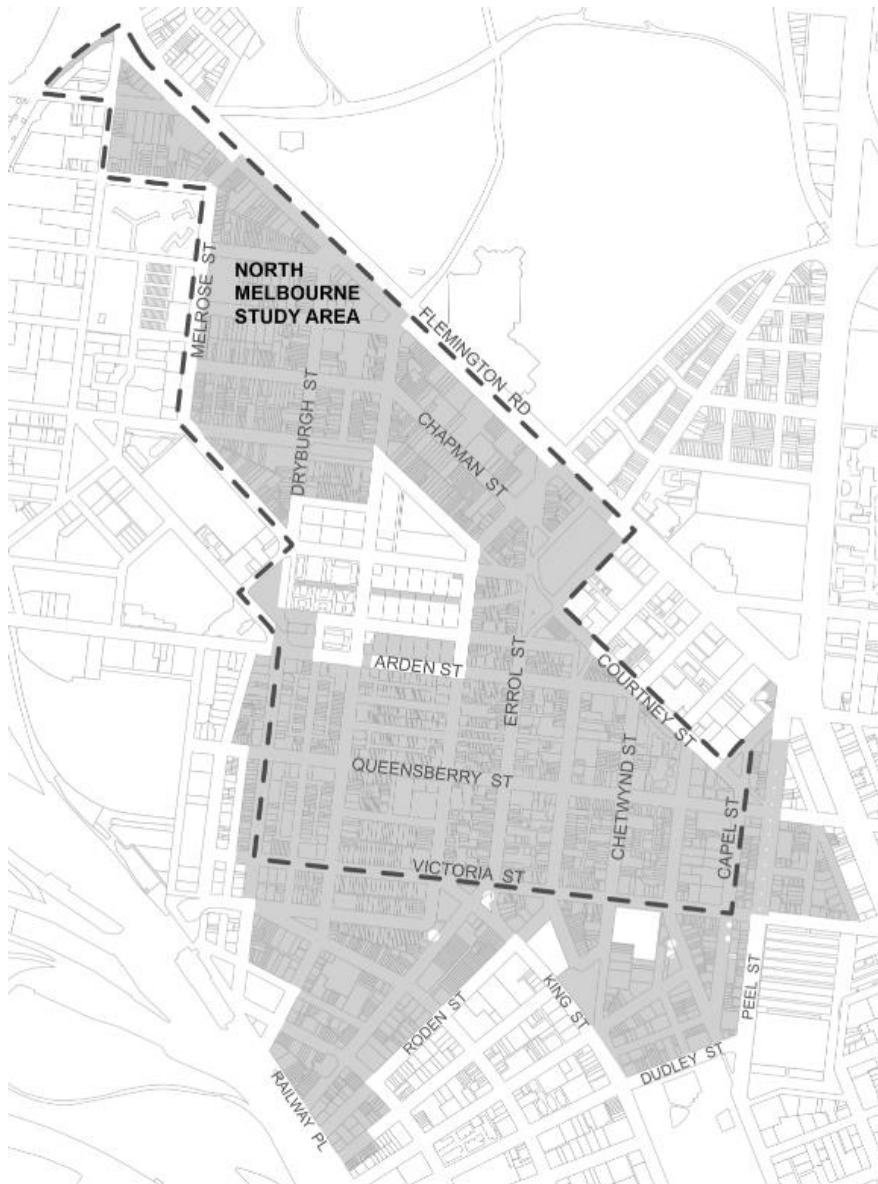 NORTH
MELBOURNE
STUDY AREA
MELROSE ST
FLEMINGTON RD
DRYBURGH ST
CHAPMAN ST
ARDEN ST
ERROL ST
COURTNEY ST
QUEENSBERRY ST
CHETWYND ST
CAPEL ST
VICTORIA ST
PEEL ST
KING ST
RODEN ST
DUDLEY ST
RAILWAY PL